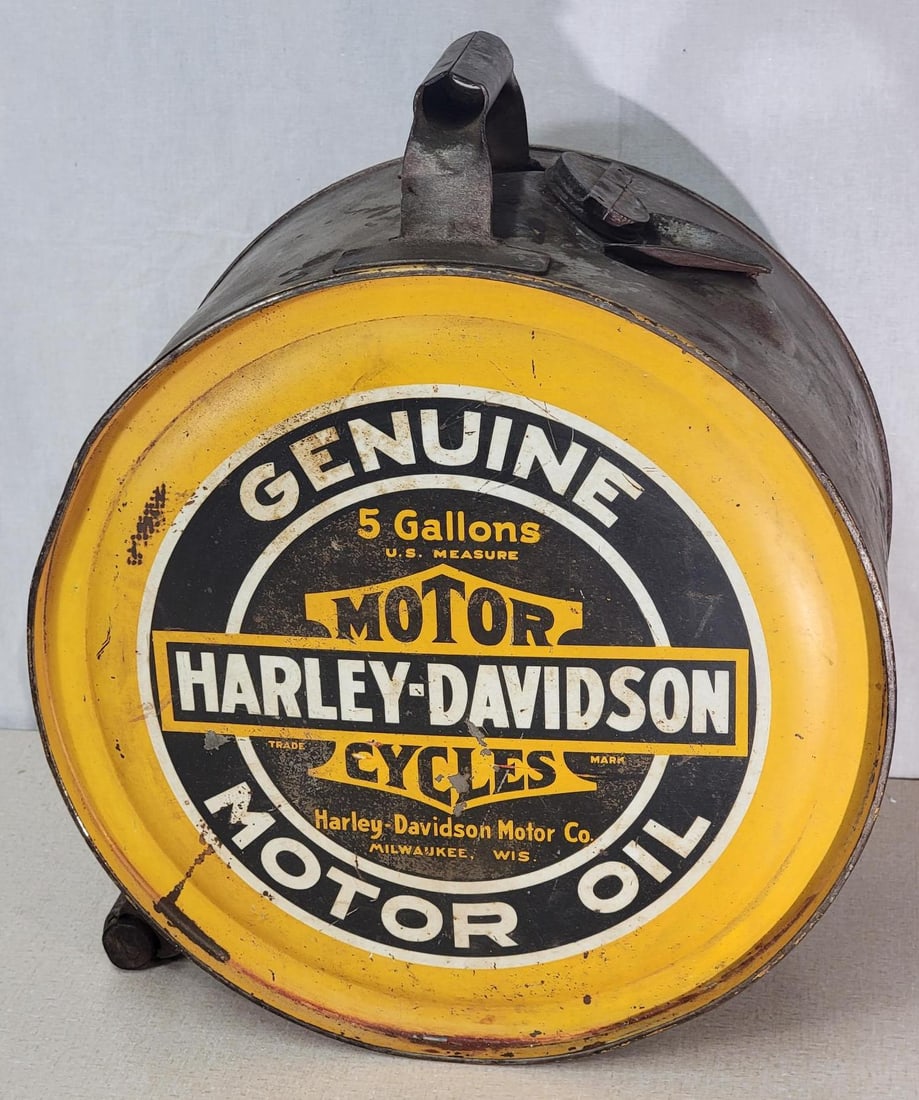 GENUINE
5 Gallons
U.S. MEASURE
MOTOR
HARLEY-DAVIDSON
TRADE MARK
CYCLES
Harley-Davidson Motor Co.
MILWAUKEE, WIS.
MOTOR OIL